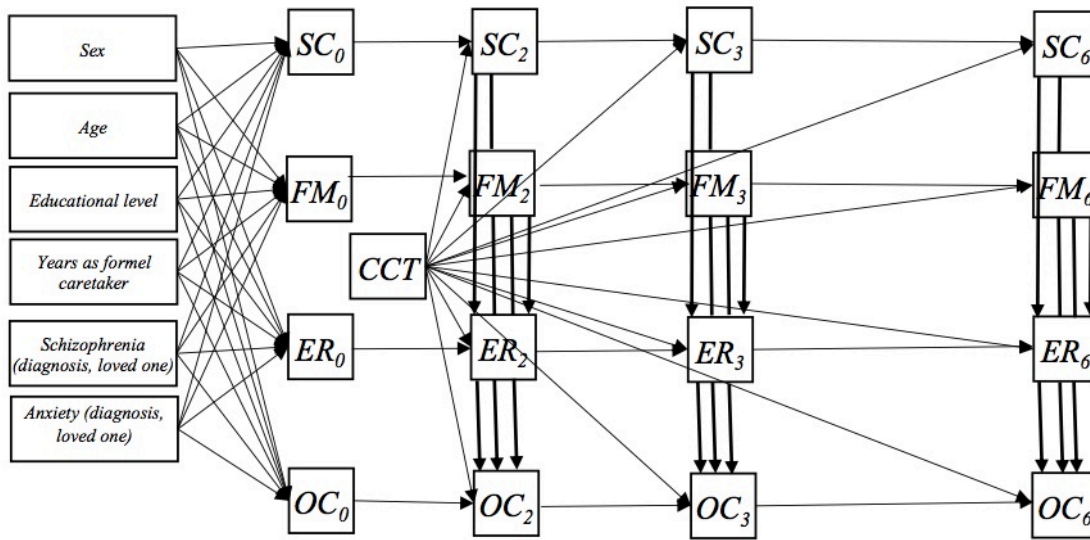 Sex
Age
Educational level
Years as formel
caretaker
Schizophrenia
(diagnosis, loved one)
Anxiety (diagnosis,
loved one)
SC₀
FM₀
ER₀
OC₀
CCT
SC₂
FM₂
ER₂
OC₂
SC₃
FM₃
ER₃
OC₃
SC₆
FM₆
ER₆
OC₆